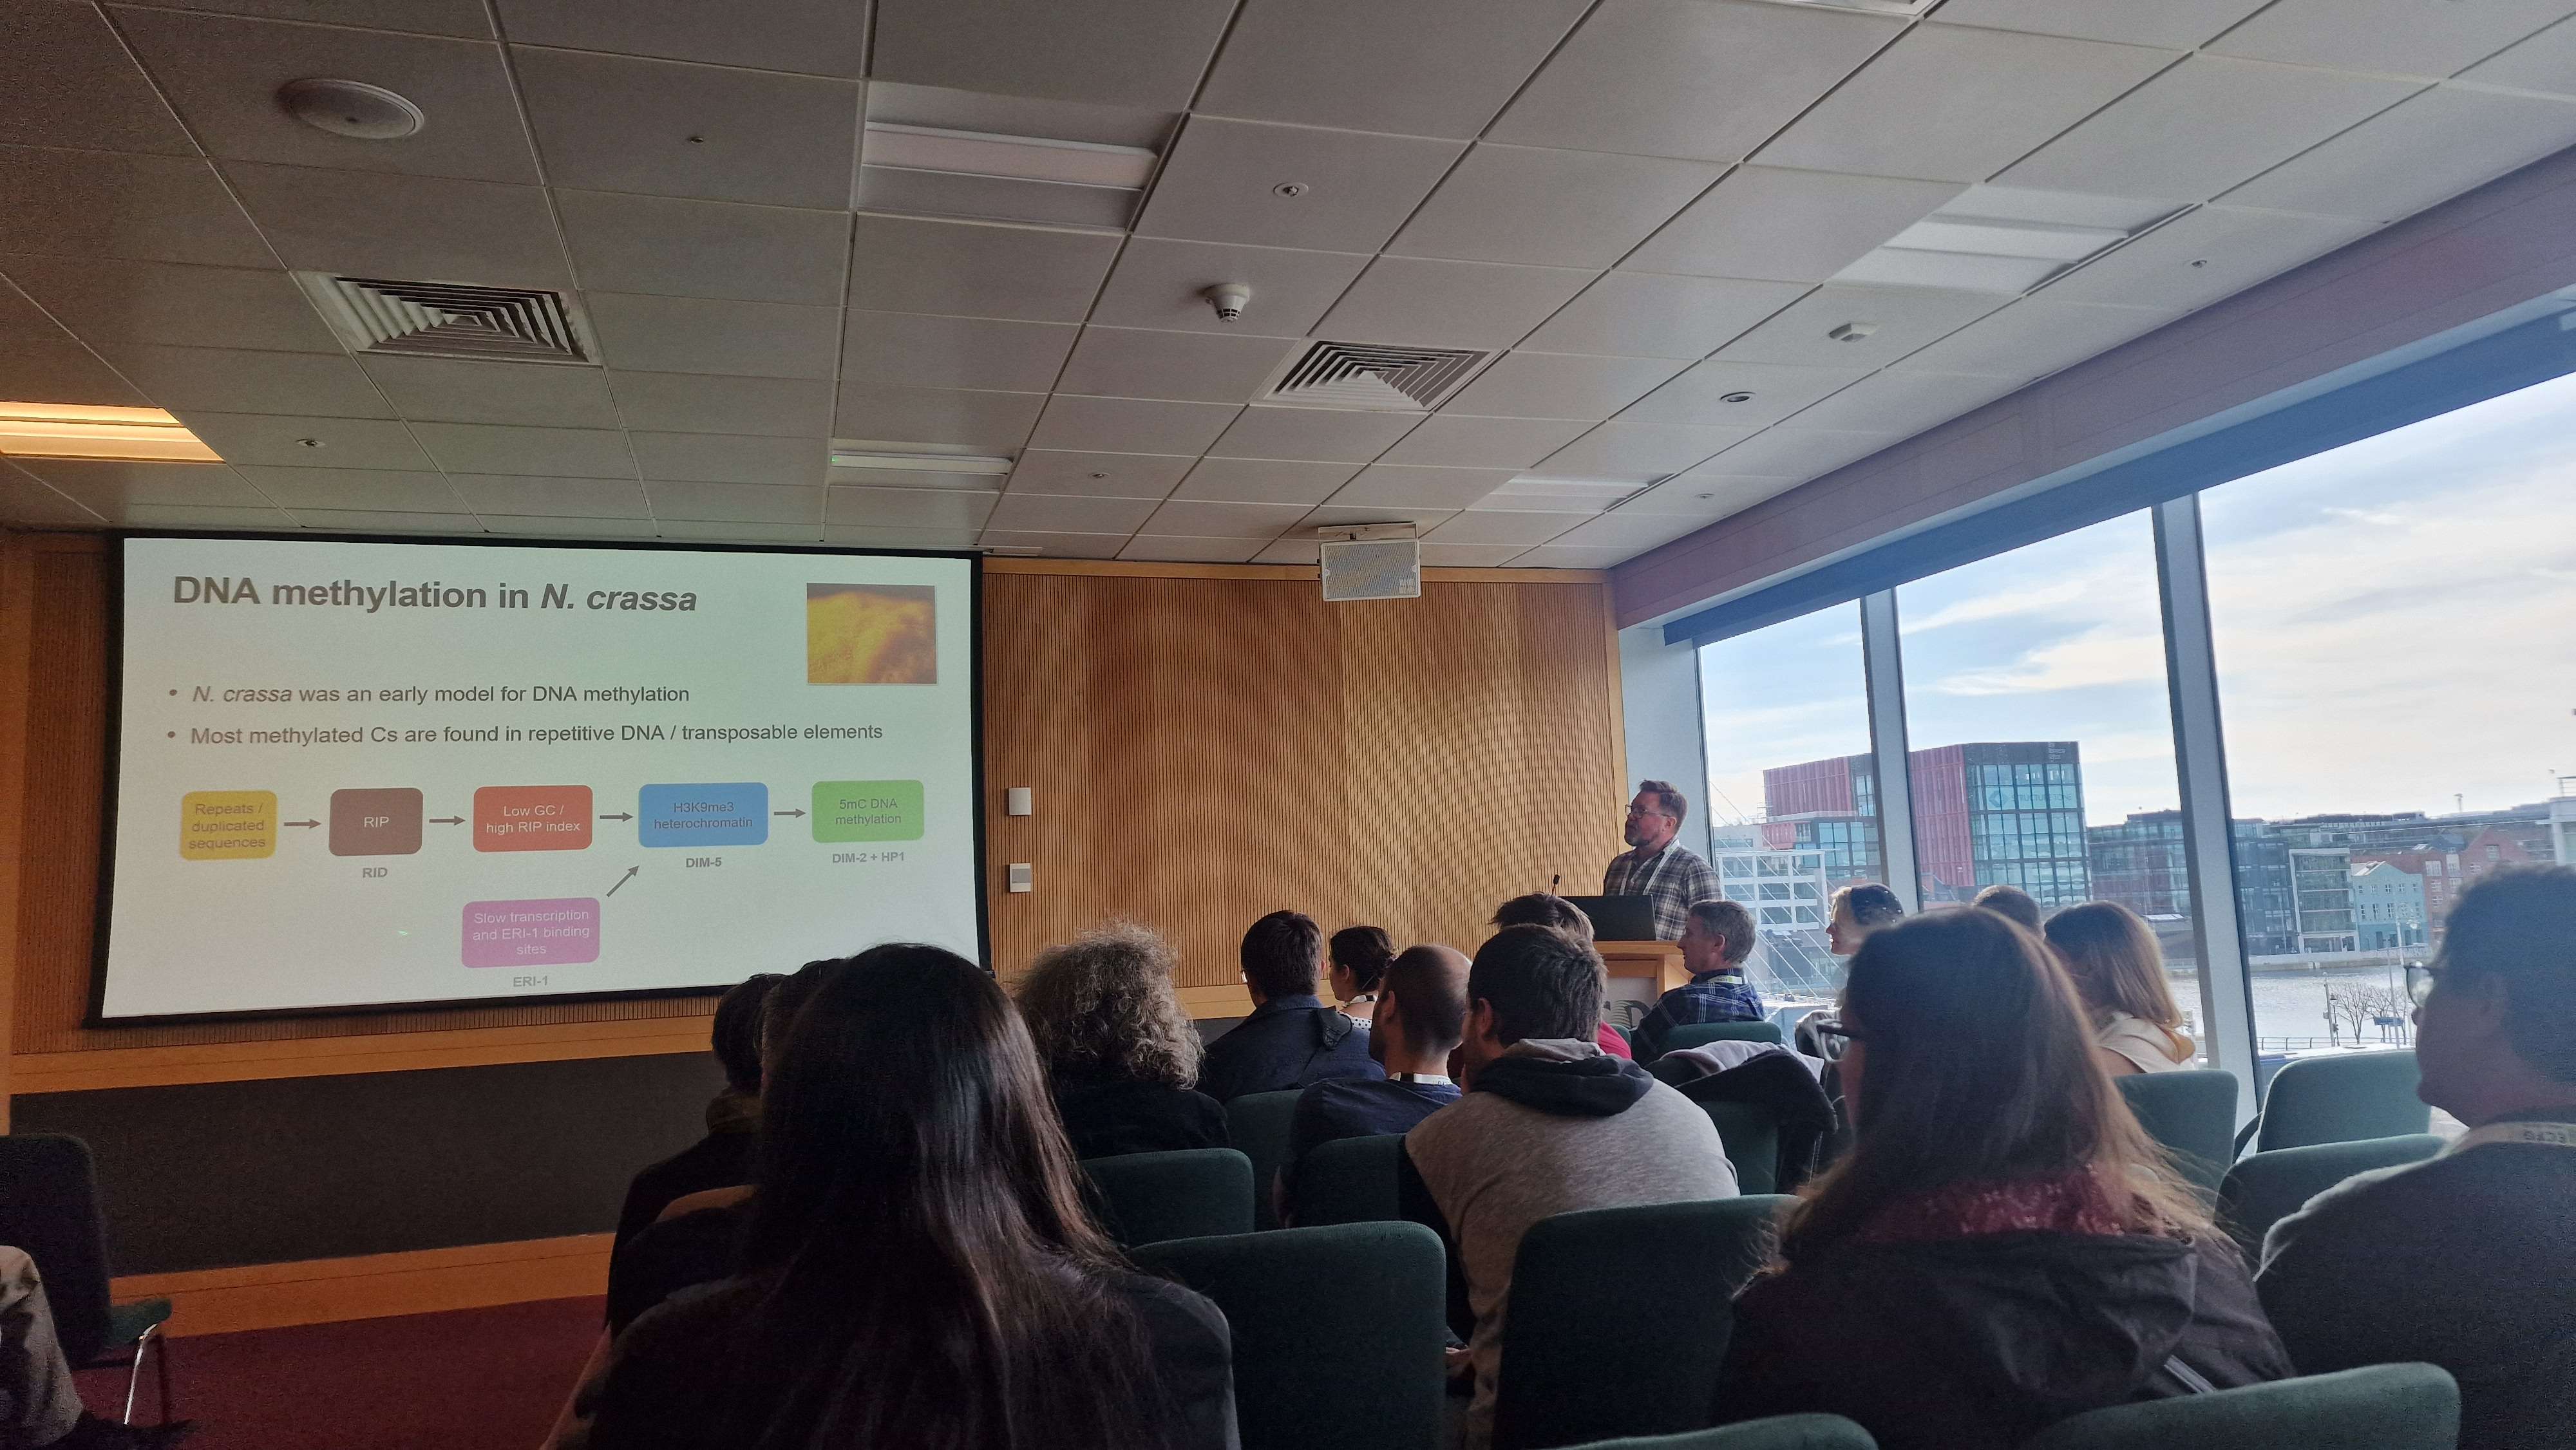 DNA methylation in N. crassa
• N. crassa was an early model for DNA methylation
• Most methylated Cs are found in repetitive DNA / transposable elements
Repeats /
duplicated
sequences
RIP
RID
Low GC /
high RIP index
H3K9me3
heterochromatin
DIM-5
5mC DNA
methylation
DIM-2 + HP1
Slow transcription
and ERI-1 binding
sites
ERI-1